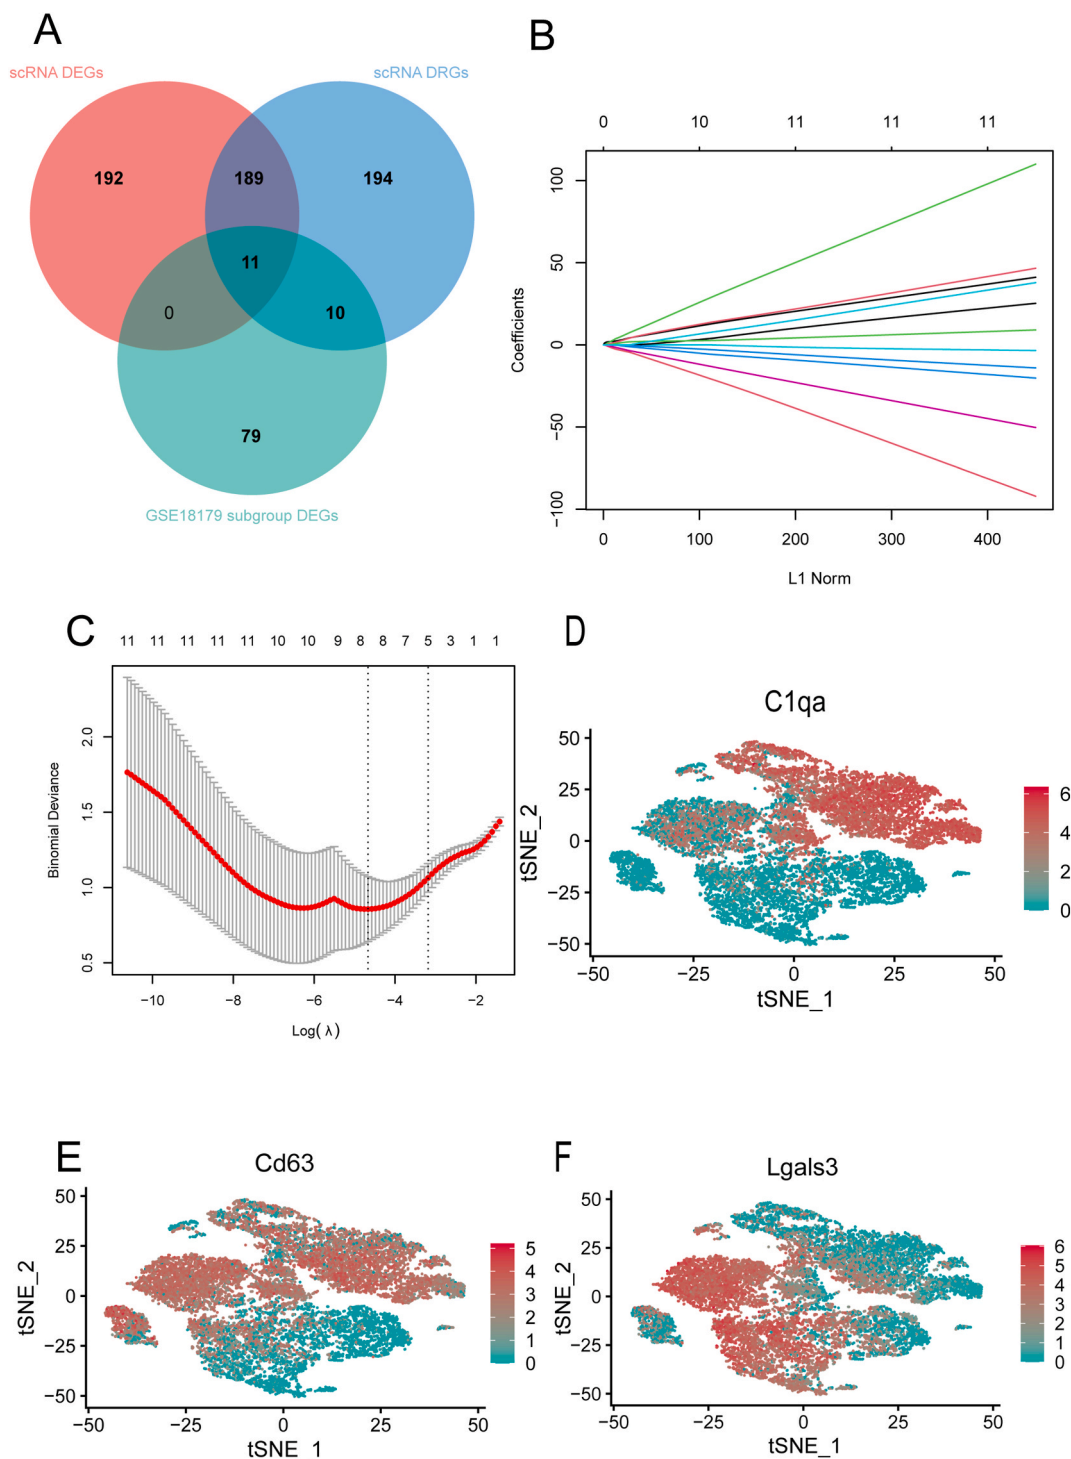 A
scRNA DEGs
scRNA DRGs
192
189
194
11
0
10
79
GSE18179 subgroup DEGs
B
0 10 11 11 11
100
50
0
−50
−100
Coefficients
0 100 200 300 400
L1 Norm
C
11 11 11 11 11 10 10 9 8 8 7 5 3 1 1
2.0
1.5
1.0
0.5
Binomial Deviance
−10 −8 −6 −4 −2
Log(λ)
D
C1qa
50
25
0
−25
−50
tSNE_2
−50 −25 0 25 50
tSNE_1
6
4
2
0
E
Cd63
50
25
0
−25
−50
tSNE_2
−50 −25 0 25 50
tSNE_1
5
4
3
2
1
0
F
Lgals3
50
25
0
−25
−50
tSNE_2
−50 −25 0 25 50
tSNE_1
6
5
4
3
2
1
0